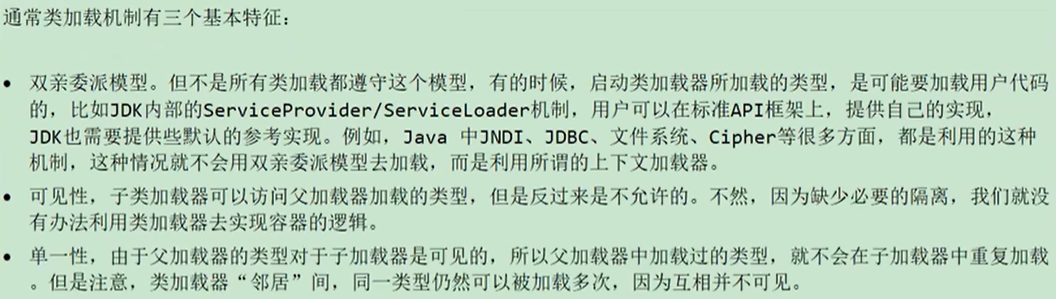 通常类加载机制有三个基本特征：
• 双亲委派模型。但不是所有类加载都遵守这个模型，有的时候，启动类加载器所加载的类型，是可能要加载用户代码
的，比如JDK内部的ServiceProvider/ServiceLoader机制，用户可以在标准API框架上，提供自己的实现，
JDK也需要提供些默认的参考实现。例如，Java 中JNDI、JDBC、文件系统、Cipher等很多方面，都是利用的这种
机制，这种情况就不会用双亲委派模型去加载，而是利用所谓的上下文加载器。
• 可见性，子类加载器可以访问父加载器加载的类型，但是反过来是不允许的。不然，因为缺少必要的隔离，我们就没
有办法利用类加载器去实现容器的逻辑。
• 单一性，由于父加载器的类型对于子加载器是可见的，所以父加载器中加载过的类型，就不会在子加载器中重复加载
。但是注意，类加载器“邻居”间，同一类型仍然可以被加载多次，因为互相并不可见。